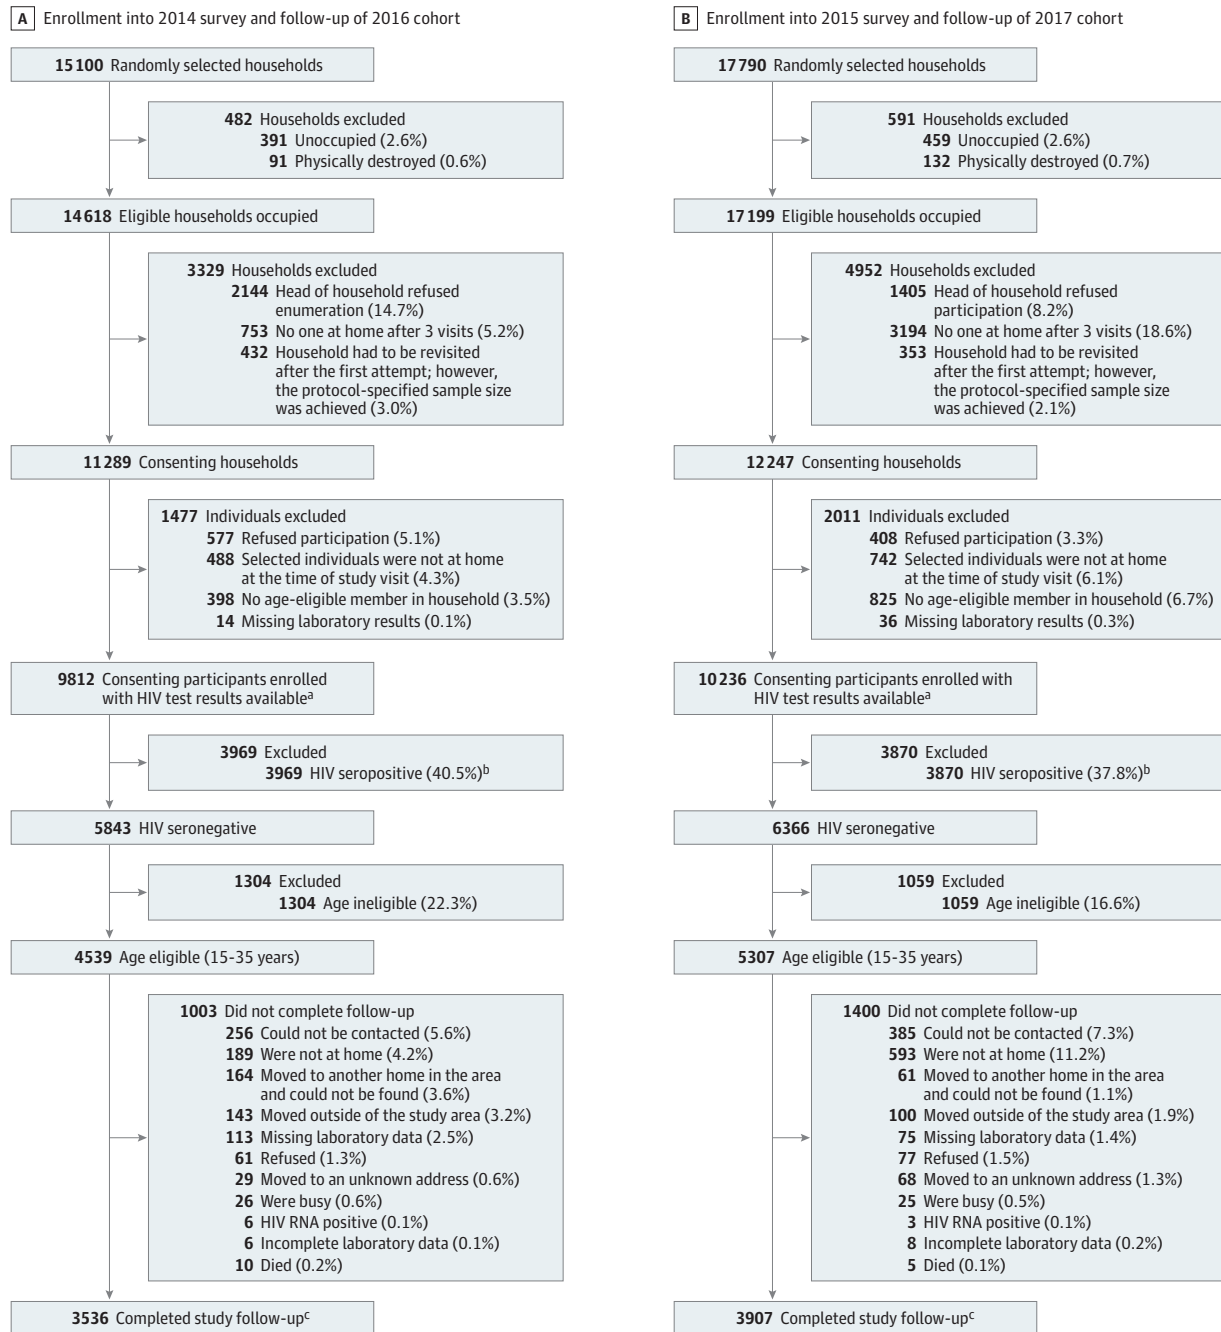 A Enrollment into 2014 survey and follow-up of 2016 cohort
15100 Randomly selected households
482 Households excluded
391 Unoccupied (2.6%)
91 Physically destroyed (0.6%)
14618 Eligible households occupied
3329 Households excluded
2144 Head of household refused
enumeration (14.7%)
753 No one at home after 3 visits (5.2%)
432 Household had to be revisited
after the first attempt; however,
the protocol-specified sample size
was achieved (3.0%)
11289 Consenting households
1477 Individuals excluded
577 Refused participation (5.1%)
488 Selected individuals were not at home
at the time of study visit (4.3%)
398 No age-eligible member in household (3.5%)
14 Missing laboratory results (0.1%)
9812 Consenting participants enrolled
with HIV test results availableᵃ
3969 Excluded
3969 HIV seropositive (40.5%)ᵇ
5843 HIV seronegative
1304 Excluded
1304 Age ineligible (22.3%)
4539 Age eligible (15-35 years)
1003 Did not complete follow-up
256 Could not be contacted (5.6%)
189 Were not at home (4.2%)
164 Moved to another home in the area
and could not be found (3.6%)
143 Moved outside of the study area (3.2%)
113 Missing laboratory data (2.5%)
61 Refused (1.3%)
29 Moved to an unknown address (0.6%)
26 Were busy (0.6%)
6 HIV RNA positive (0.1%)
6 Incomplete laboratory data (0.1%)
10 Died (0.2%)
3536 Completed study follow-upᶜ
B Enrollment into 2015 survey and follow-up of 2017 cohort
17790 Randomly selected households
591 Households excluded
459 Unoccupied (2.6%)
132 Physically destroyed (0.7%)
17199 Eligible households occupied
4952 Households excluded
1405 Head of household refused
participation (8.2%)
3194 No one at home after 3 visits (18.6%)
353 Household had to be revisited
after the first attempt; however,
the protocol-specified sample size
was achieved (2.1%)
12247 Consenting households
2011 Individuals excluded
408 Refused participation (3.3%)
742 Selected individuals were not at home
at the time of study visit (6.1%)
825 No age-eligible member in household (6.7%)
36 Missing laboratory results (0.3%)
10236 Consenting participants enrolled with
HIV test results availableᵃ
3870 Excluded
3870 HIV seropositive (37.8%)ᵇ
6366 HIV seronegative
1059 Excluded
1059 Age ineligible (16.6%)
5307 Age eligible (15-35 years)
1400 Did not complete follow-up
385 Could not be contacted (7.3%)
593 Were not at home (11.2%)
61 Moved to another home in the area
and could not be found (1.1%)
100 Moved outside of the study area (1.9%)
75 Missing laboratory data (1.4%)
77 Refused (1.5%)
68 Moved to an unknown address (1.3%)
25 Were busy (0.5%)
3 HIV RNA positive (0.1%)
8 Incomplete laboratory data (0.2%)
5 Died (0.1%)
3907 Completed study follow-upᶜ